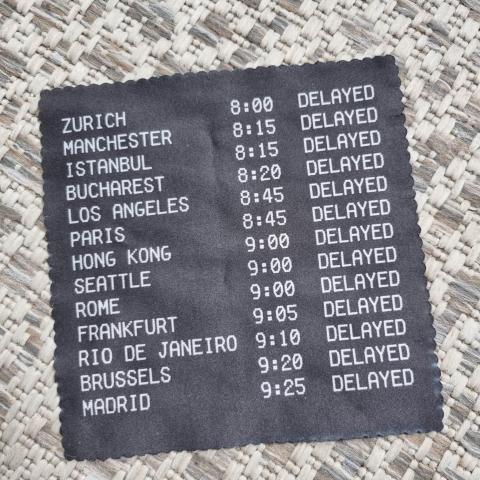 ZURICH 8:00 DELAYED
MANCHESTER 8:15 DELAYED
ISTANBUL 8:15 DELAYED
BUCHAREST 8:20 DELAYED
LOS ANGELES 8:45 DELAYED
PARIS 8:45 DELAYED
HONG KONG 9:00 DELAYED
SEATTLE 9:00 DELAYED
ROME 9:00 DELAYED
FRANKFURT 9:05 DELAYED
RIO DE JANEIRO 9:10 DELAYED
BRUSSELS 9:20 DELAYED
MADRID 9:25 DELAYED